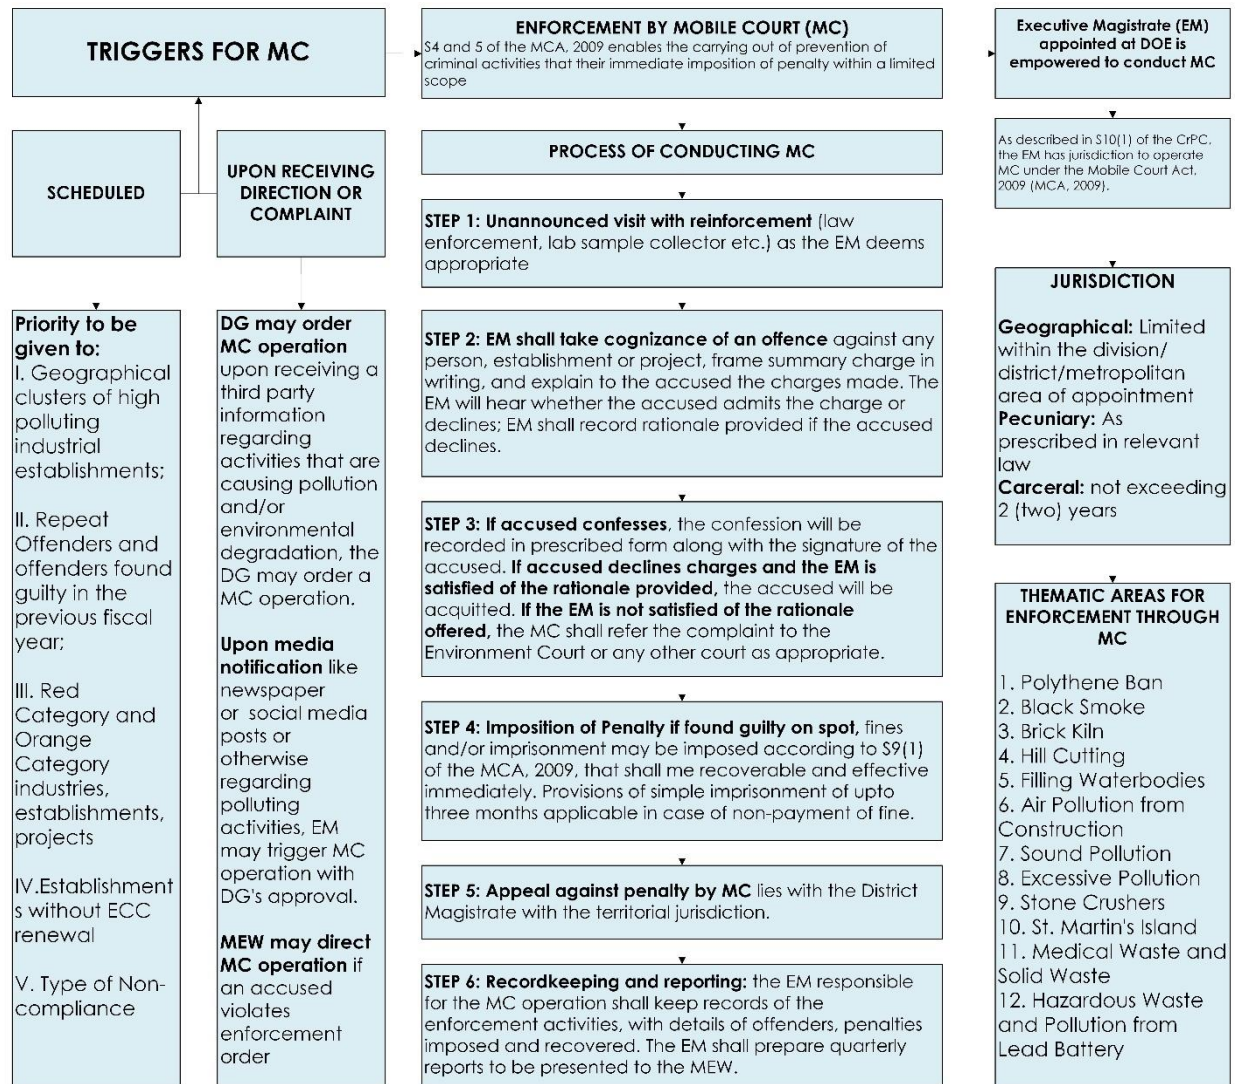 TRIGGERS FOR MC
SCHEDULED
UPON RECEIVING
DIRECTION OR
COMPLAINT
Priority to be
given to:
I. Geographical
clusters of high
polluting
industrial
establishments;
II. Repeat
Offenders and
offenders found
guilty in the
previous fiscal
year;
III. Red
Category and
Orange
Category
industries,
establishments,
projects
IV.Establishment
s without ECC
renewal
V. Type of Non-
compliance
DG may order
MC operation
upon receiving a
third party
information
regarding
activities that are
causing pollution
and/or
environmental
degradation, the
DG may order a
MC operation.
Upon media
notification like
newspaper
or social media
posts or
otherwise
regarding
polluting
activities, EM
may trigger MC
operation with
DG's approval.
MEW may direct
MC operation if
an accused
violates
enforcement
order
ENFORCEMENT BY MOBILE COURT (MC)
S4 and 5 of the MCA, 2009 enables the carrying out of prevention of
criminal activities that their immediate imposition of penalty within a limited
scope
PROCESS OF CONDUCTING MC
STEP 1: Unannounced visit with reinforcement (law
enforcement, lab sample collector etc.) as the EM deems
appropriate
STEP 2: EM shall take cognizance of an offence against any
person, establishment or project, frame summary charge in
writing, and explain to the accused the charges made. The
EM will hear whether the accused admits the charge or
declines; EM shall record rationale provided if the accused
declines.
STEP 3: If accused confesses, the confession will be
recorded in prescribed form along with the signature of the
accused. If accused declines charges and the EM is
satisfied of the rationale provided, the accused will be
acquitted. If the EM is not satisfied of the rationale
offered, the MC shall refer the complaint to the
Environment Court or any other court as appropriate.
STEP 4: Imposition of Penalty if found guilty on spot, fines
and/or imprisonment may be imposed according to S9(1)
of the MCA, 2009, that shall me recoverable and effective
immediately. Provisions of simple imprisonment of upto
three months applicable in case of non-payment of fine.
STEP 5: Appeal against penalty by MC lies with the District
Magistrate with the territorial jurisdiction.
STEP 6: Recordkeeping and reporting: the EM responsible
for the MC operation shall keep records of the
enforcement activities, with details of offenders, penalties
imposed and recovered. The EM shall prepare quarterly
reports to be presented to the MEW.
Executive Magistrate (EM)
appointed at DOE is
empowered to conduct MC
As described in S10(1) of the CrPC,
the EM has jurisdiction to operate
MC under the Mobile Court Act,
2009 (MCA, 2009).
JURISDICTION
Geographical: Limited
within the division/
district/metropolitan
area of appointment
Pecuniary: As
prescribed in relevant
law
Carceral: not exceeding
2 (two) years
THEMATIC AREAS FOR
ENFORCEMENT THROUGH
MC
1. Polythene Ban
2. Black Smoke
3. Brick Kiln
4. Hill Cutting
5. Filling Waterbodies
6. Air Pollution from
Construction
7. Sound Pollution
8. Excessive Pollution
9. Stone Crushers
10. St. Martin's Island
11. Medical Waste and
Solid Waste
12. Hazardous Waste
and Pollution from
Lead Battery